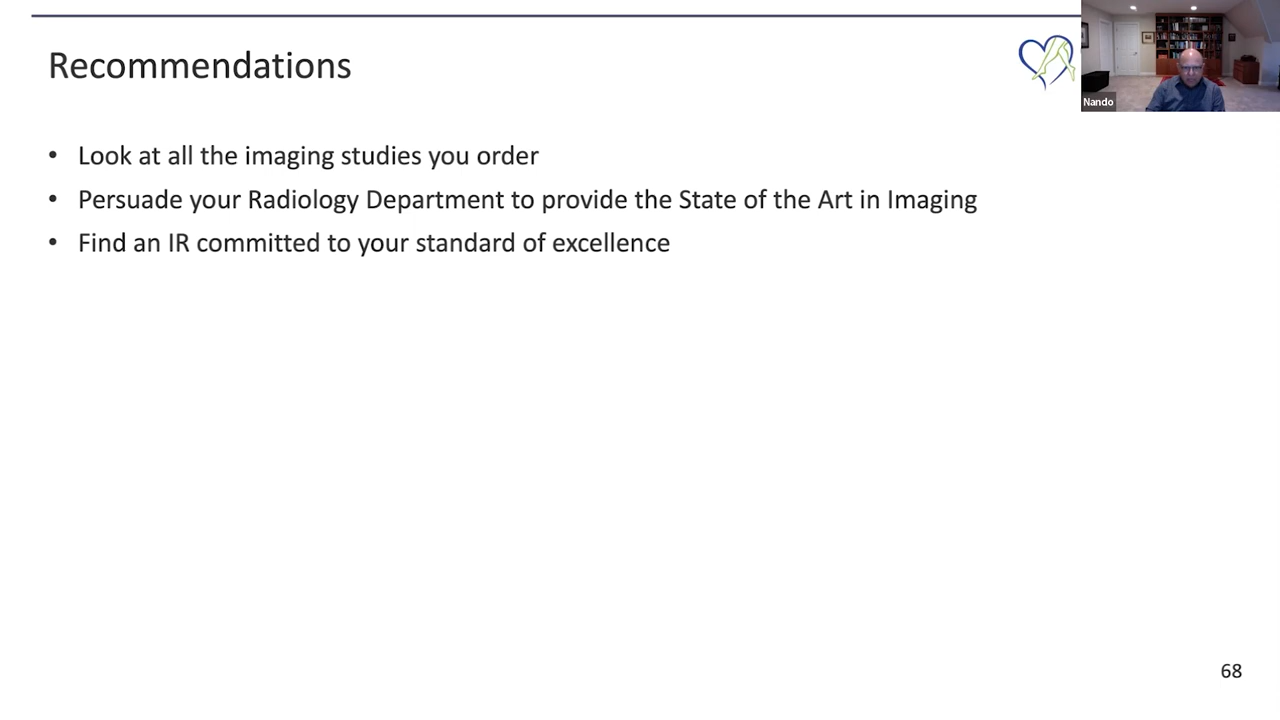 Recommendations
Nando
• Look at all the imaging studies you order
• Persuade your Radiology Department to provide the State of the Art in Imaging
• Find an IR committed to your standard of excellence
68